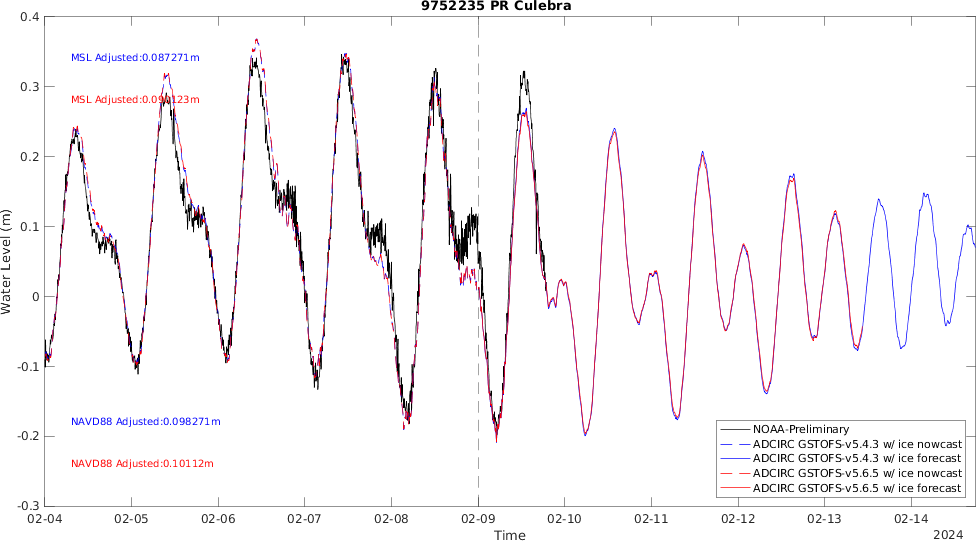 9752235 PR Culebra
0.4
0.3
0.2
0.1
0
-0.1
-0.2
-0.3
Water Level (m)
MSL Adjusted:0.087271m
MSL Adjusted:
NAVD88 Adjusted:0.098271m
NAVD88 Adjusted:0.10112m
NOAA-Preliminary
ADCIRC GSTOFS-v5.4.3 w/ ice nowcast
ADCIRC GSTOFS-v5.4.3 w/ ice forecast
ADCIRC GSTOFS-v5.6.5 w/ ice nowcast
ADCIRC GSTOFS-v5.6.5 w/ ice forecast
02-04 02-05 02-06 02-07 02-08 02-09 02-10 02-11 02-12 02-13 02-14
Time
2024